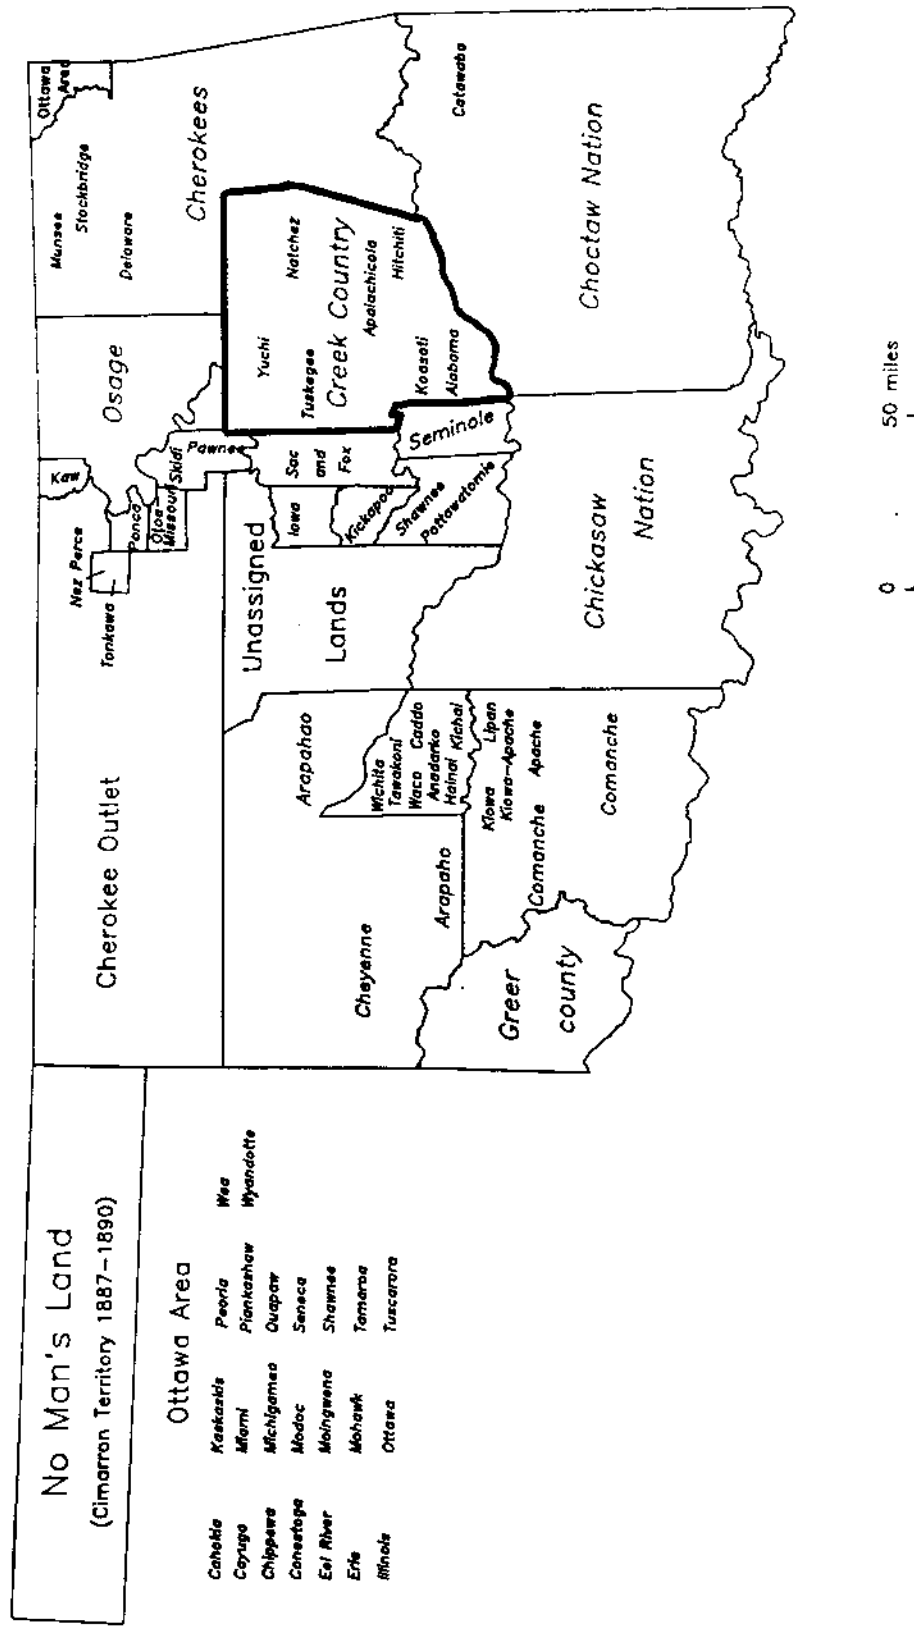 No Man's Land
(Cimarron Territory 1887-1890)
Cherokee Outlet
Kaw
Osage
Munsee
Stockbridge
Delaware
Ottawa
Area
Cherokees
Nez Perce
Tonkawa
Ponca
Otoe-
Missouri
Skidi
Pawnee
Unassigned
Lands
Iowa
Sac
and
Fox
Kickapoo
Shawnee
Pottawatomie
Seminole
Yuchi
Natchez
Tuskegee
Creek Country
Apalachicola
Hitchiti
Koasati
Alabama
Catawaba
Choctaw Nation
Chickasaw
Nation
Arapahao
Cheyenne
Arapaho
Wichita
Tawakoni
Waco Caddo
Anadarko
Hainai Kichai
Kiowa Lipan
Kiowa-Apache
Comanche Apache
Comanche
Greer
county
Ottawa Area
Cahokia Kaskaskia Peoria Wea
Cayuga Miami Piankashaw Wyandotte
Chippewa Michigamea Quapaw
Conestoga Modoc Seneca
Eel River Moingwena Shawnee
Erie Mohawk Tamaroa
Illinois Ottawa Tuscarora
0 50 miles